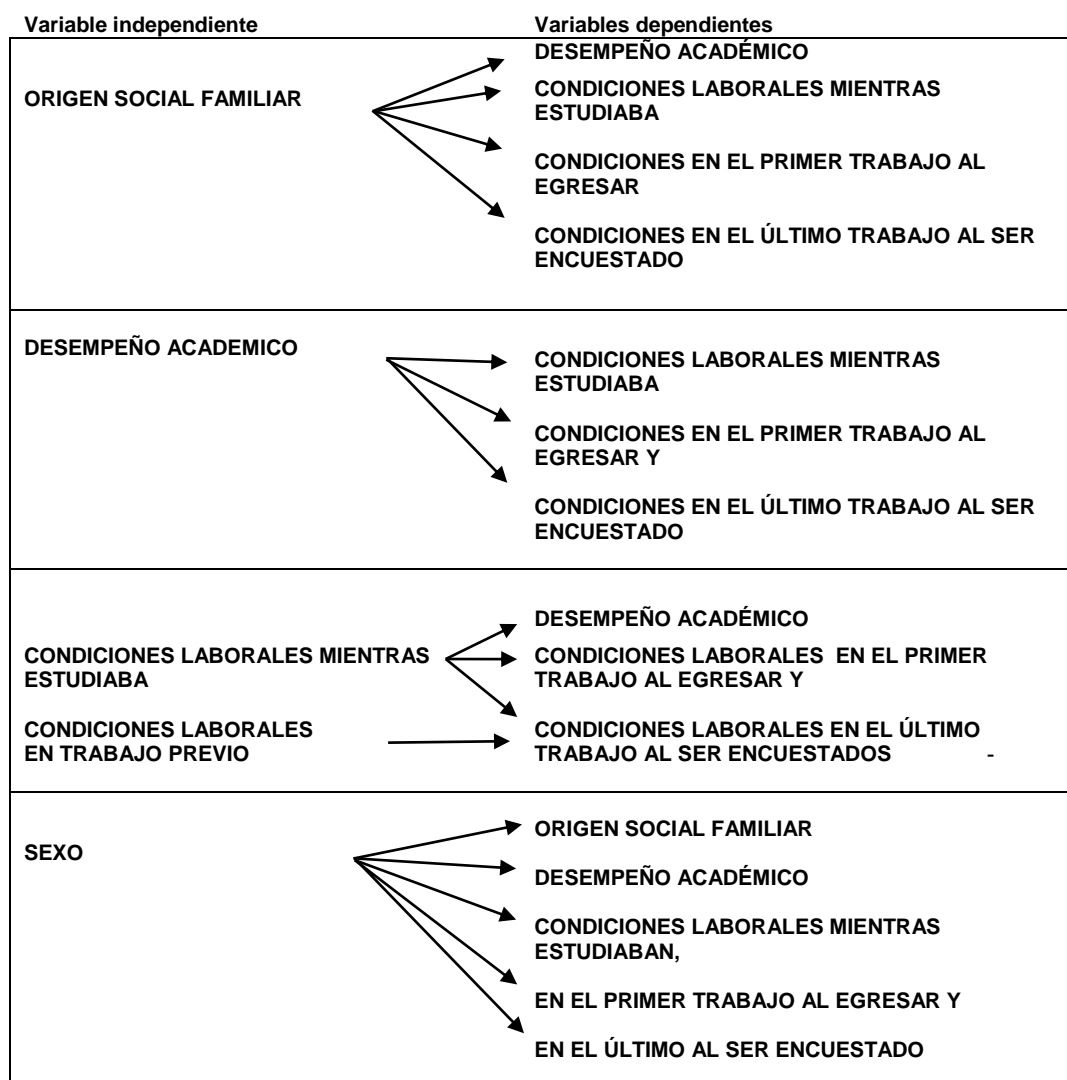 Variable independiente Variables dependientes
DESEMPEÑO ACADÉMICO
ORIGEN SOCIAL FAMILIAR
CONDICIONES LABORALES MIENTRAS
ESTUDIABA
CONDICIONES EN EL PRIMER TRABAJO AL
EGRESAR
CONDICIONES EN EL ÚLTIMO TRABAJO AL SER
ENCUESTADO
DESEMPEÑO ACADEMICO
CONDICIONES LABORALES MIENTRAS
ESTUDIABA
CONDICIONES EN EL PRIMER TRABAJO AL
EGRESAR Y
CONDICIONES EN EL ÚLTIMO TRABAJO AL SER
ENCUESTADO
CONDICIONES LABORALES MIENTRAS
ESTUDIABA
CONDICIONES LABORALES
EN TRABAJO PREVIO
DESEMPEÑO ACADÉMICO
CONDICIONES LABORALES EN EL PRIMER
TRABAJO AL EGRESAR Y
CONDICIONES LABORALES EN EL ÚLTIMO
TRABAJO AL SER ENCUESTADOS -
SEXO
ORIGEN SOCIAL FAMILIAR
DESEMPEÑO ACADÉMICO
CONDICIONES LABORALES MIENTRAS
ESTUDIABAN,
EN EL PRIMER TRABAJO AL EGRESAR Y
EN EL ÚLTIMO AL SER ENCUESTADO